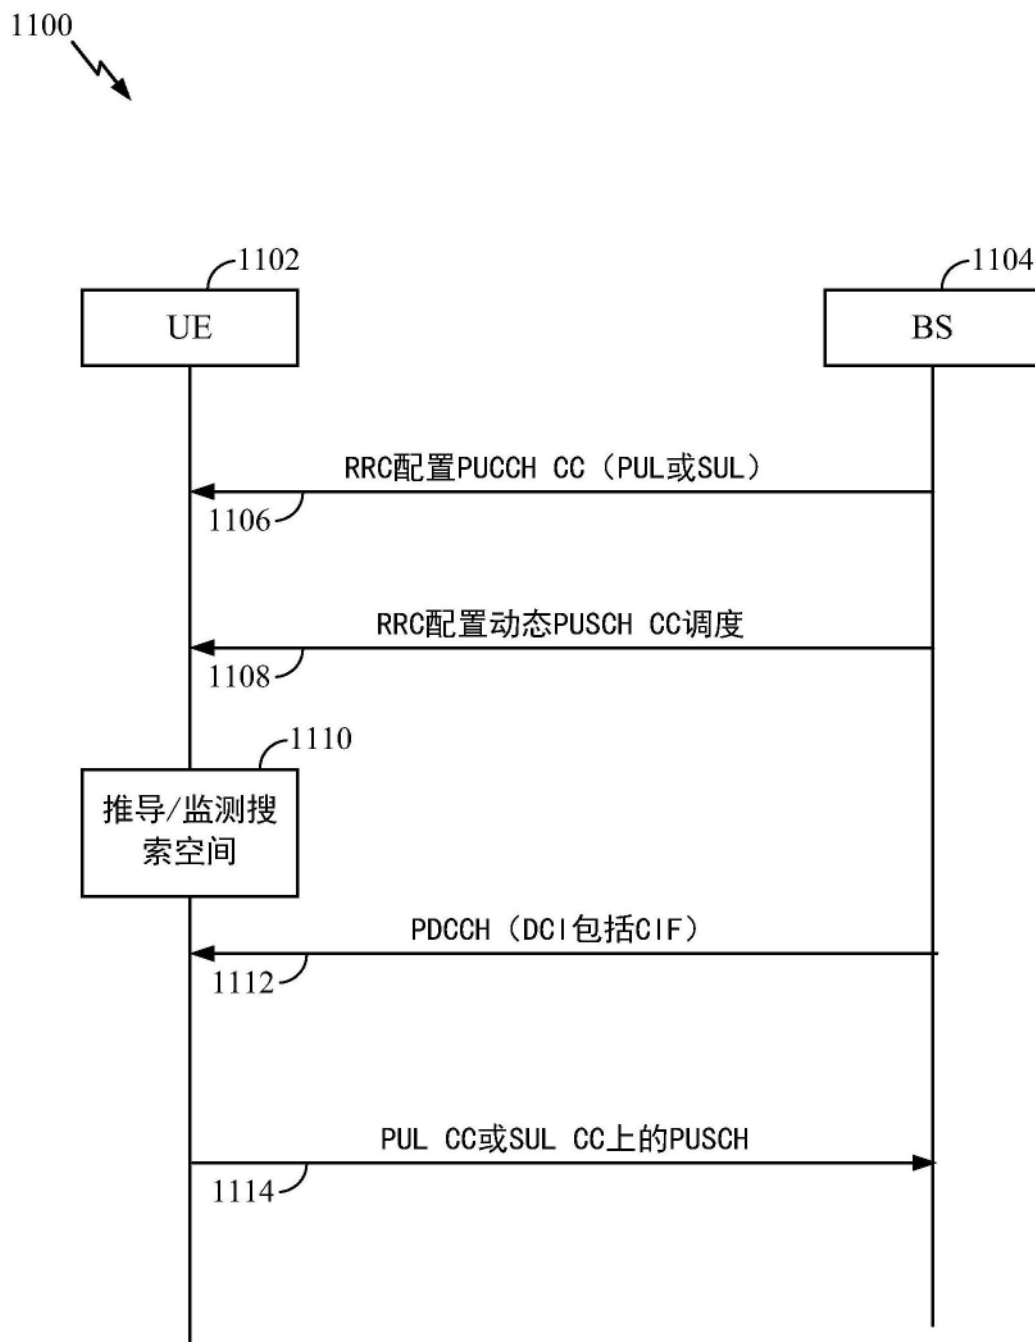 1100
1102
1104
UE
BS
RRC配置PUCCH CC（PUL或SUL）
1106
RRC配置动态PUSCH CC调度
1108
1110
推导/监测搜
索空间
PDCCH（DCI包括CIF）
1112
PUL CC或SUL CC上的PUSCH
1114